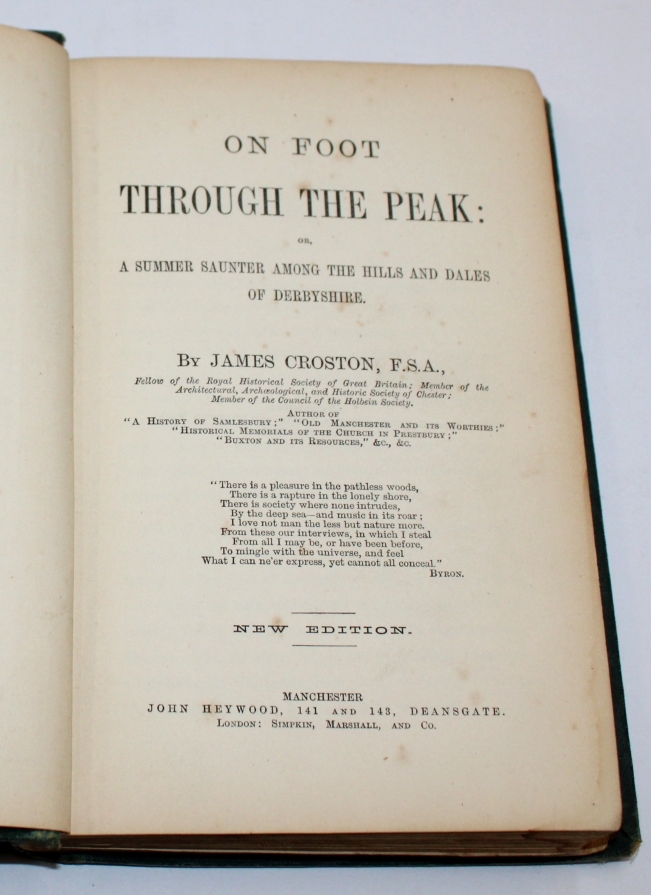 ON FOOT
THROUGH THE PEAK:
OR,
A SUMMER SAUNTER AMONG THE HILLS AND DALES
OF DERBYSHIRE.
BY JAMES CROSTON, F.S.A.,
Fellow of the Royal Historical Society of Great Britain; Member of the
Architectural, Archæological, and Historic Society of Chester;
Member of the Council of the Holbein Society.
AUTHOR OF
"A HISTORY OF SAMLESBURY;" "OLD MANCHESTER AND ITS WORTHIES;"
"HISTORICAL MEMORIALS OF THE CHURCH IN PRESTBURY;"
"BUXTON AND ITS RESOURCES," &c., &c.
"There is a pleasure in the pathless woods,
There is a rapture in the lonely shore,
There is society where none intrudes,
By the deep sea—and music in its roar;
I love not man the less but nature more.
From these our interviews, in which I steal
From all I may be, or have been before,
To mingle with the universe, and feel
What I can ne'er express, yet cannot all conceal."
BYRON.
NEW EDITION.
MANCHESTER
JOHN HEYWOOD, 141 AND 143, DEANSGATE.
LONDON: SIMPKIN, MARSHALL, AND CO.